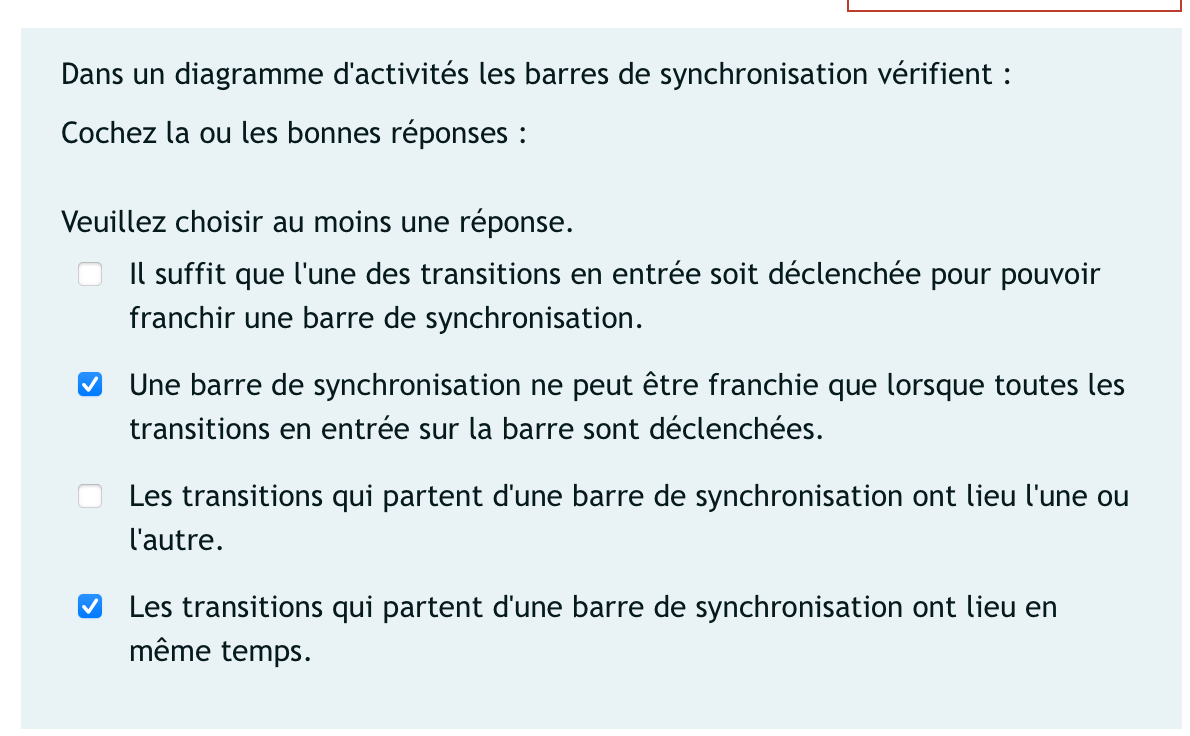 Dans un diagramme d'activités les barres de synchronisation vérifient :
Cochez la ou les bonnes réponses :
Veuillez choisir au moins une réponse.
Il suffit que l'une des transitions en entrée soit déclenchée pour pouvoir
franchir une barre de synchronisation.
Une barre de synchronisation ne peut être franchie que lorsque toutes les
transitions en entrée sur la barre sont déclenchées.
Les transitions qui partent d'une barre de synchronisation ont lieu l'une ou
l'autre.
Les transitions qui partent d'une barre de synchronisation ont lieu en
même temps.